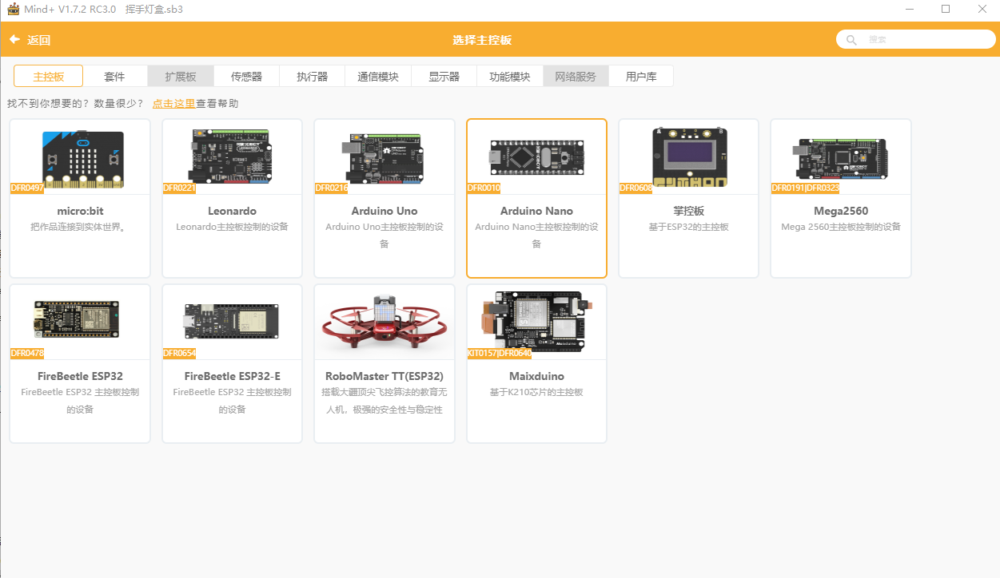 Mind+ V1.7.2 RC3.0 挥手灯盒.sb3
返回
选择主控板
搜索
主控板 套件 扩展板 传感器 执行器 通信模块 显示器 功能模块 网络服务 用户库
找不到你想要的？数量很少？ 点击这里查看帮助
DFR0497
micro:bit
把作品连接到实体世界。
DFR0221
Leonardo
Leonardo主控板控制的设备
DFR0216
Arduino Uno
Arduino Uno主控板控制的设
备
DFR0010
Arduino Nano
Arduino Nano主控板控制的设
备
DFR0608
掌控板
基于ESP32的主控板
DFR0191|DFR0323
Mega2560
Mega 2560主控板控制的设备
DFR0478
FireBeetle ESP32
FireBeetle ESP32 主控板控制
的设备
DFR0654
FireBeetle ESP32-E
FireBeetle ESP32 主控板控制
的设备
RoboMaster TT(ESP32)
搭载大疆顶尖飞控算法的教育无
人机，极强的安全性与稳定性
KIT0157|DFR0640
Maixduino
基于K210芯片的主控板